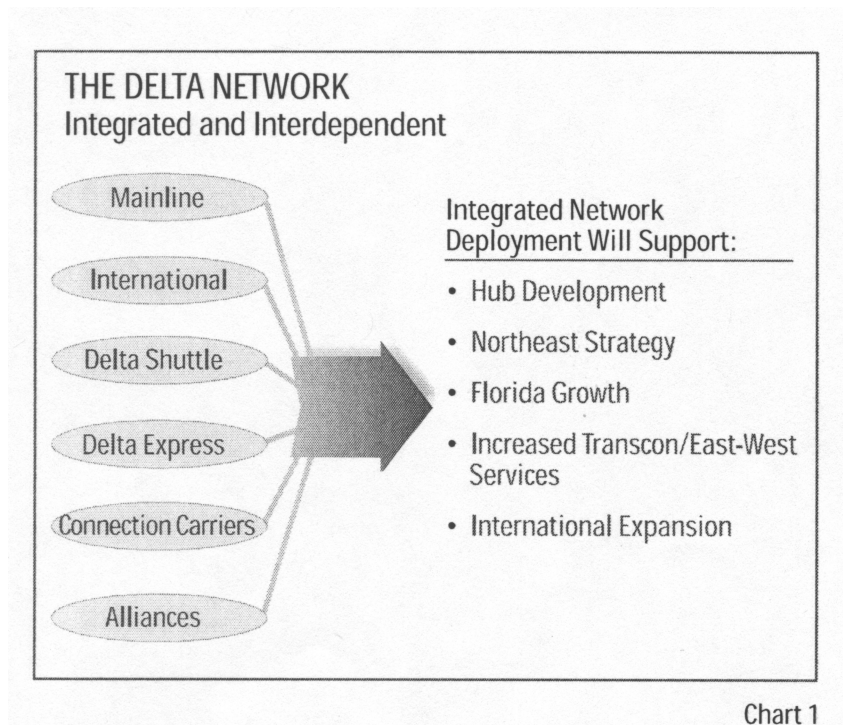 THE DELTA NETWORK
Integrated and Interdependent
Mainline
International
Delta Shuttle
Delta Express
Connection Carriers
Alliances
Integrated Network
Deployment Will Support:
• Hub Development
• Northeast Strategy
• Florida Growth
• Increased Transcon/East-West
Services
• International Expansion
Chart 1